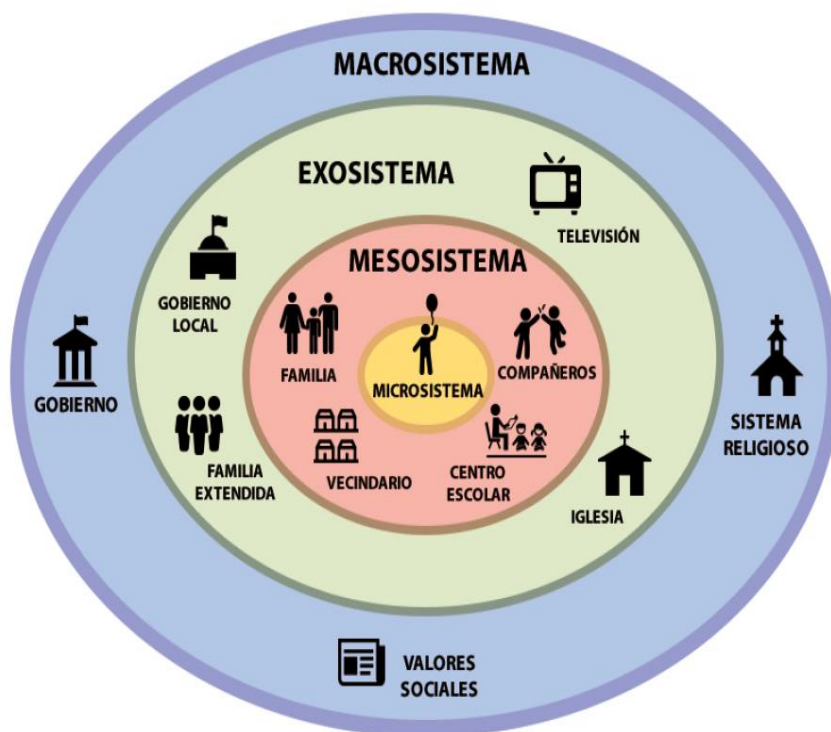 MACROSISTEMA
EXOSISTEMA
TELEVISIÓN
MESOSISTEMA
GOBIERNO
LOCAL
FAMILIA
COMPAÑEROS
MICROSISTEMA
GOBIERNO
SISTEMA
RELIGIOSO
FAMILIA
EXTENDIDA
VECINDARIO
CENTRO
ESCOLAR
IGLESIA
VALORES
SOCIALES